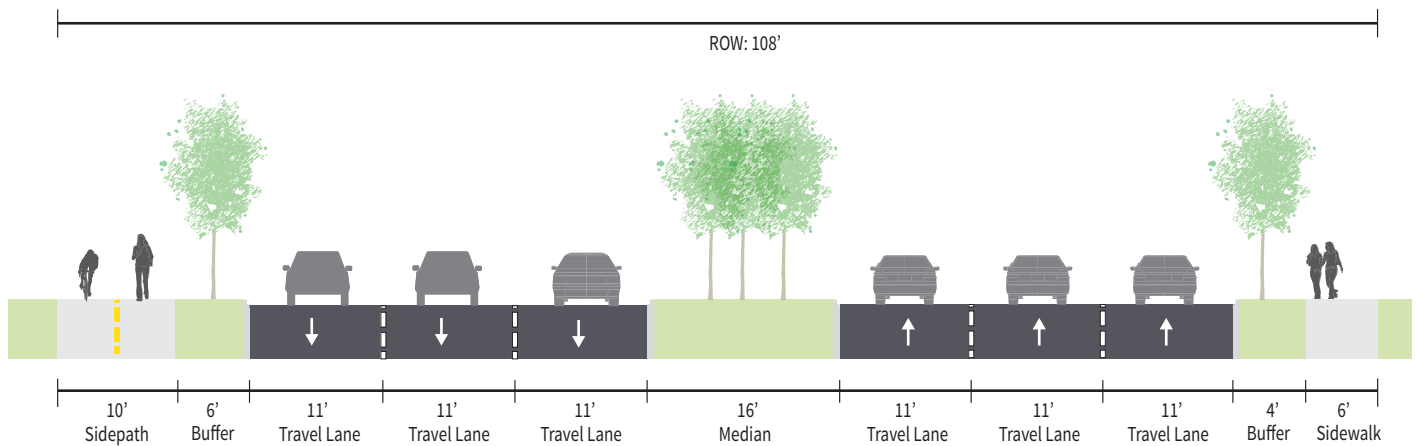 ROW: 108’
10’ 6’ 11’ 11’ 11’ 16’ 11’ 11’ 11’ 4’ 6’
Sidepath Buffer Travel Lane Travel Lane Travel Lane Median Travel Lane Travel Lane Travel Lane Buffer Sidewalk